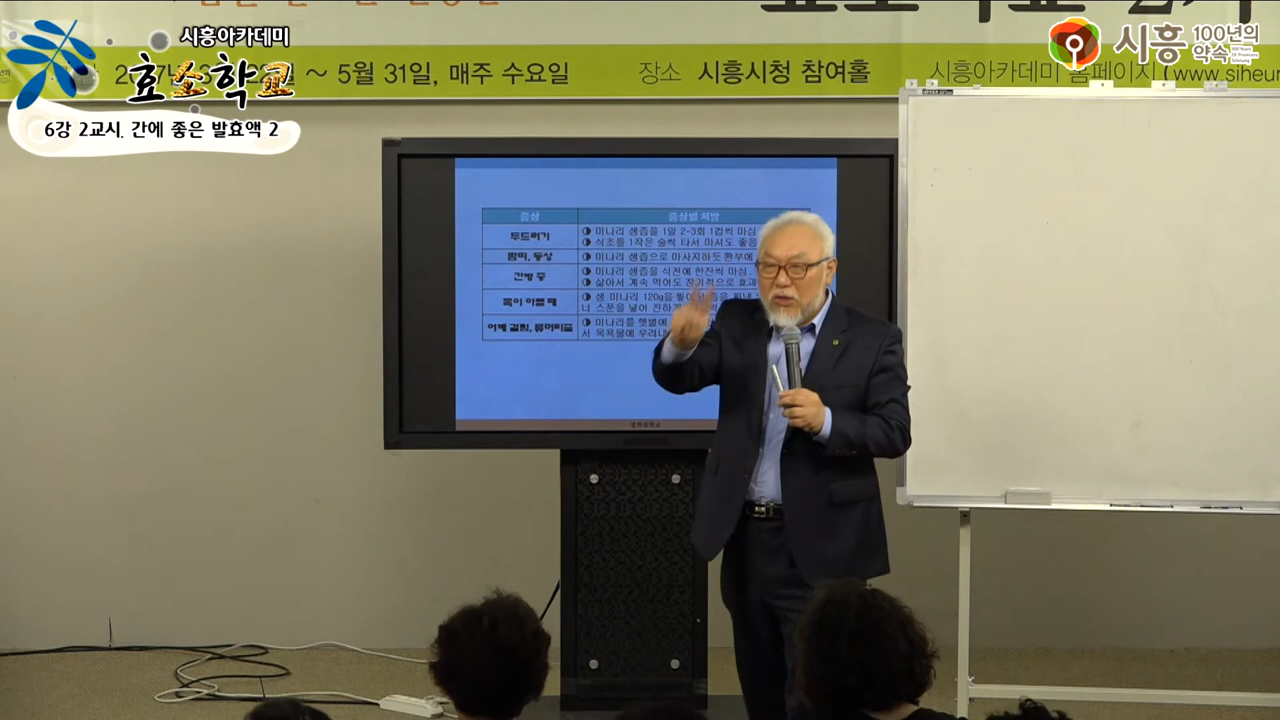 시흥아카데미
효소학교
6강 2교시. 간에 좋은 발효액 2
~ 5월 31일, 매주 수요일
장소 시흥시청 참여홀
시흥아카데미 홈페이지 (www.siheu
시흥 100년의 약속
증상
증상별 처방
두드러기
미나리 생즙을 1일 2-3회 1컵씩 마심
식초를 1작은 술씩 타서 마셔도 좋음
땀띠, 동상
미나리 생즙으로 마사지하듯 환부에
간병 중
미나리 생즙을 식전에 한잔씩 마심.
삶아서 계속 먹어도 장기적으로 효과
목이 아플 때
생 미나리 120g을
너 스푼을 넣어 진하게
어깨 결림, 류머티즘
미나리를 햇볕에
서 목욕물에 우려내